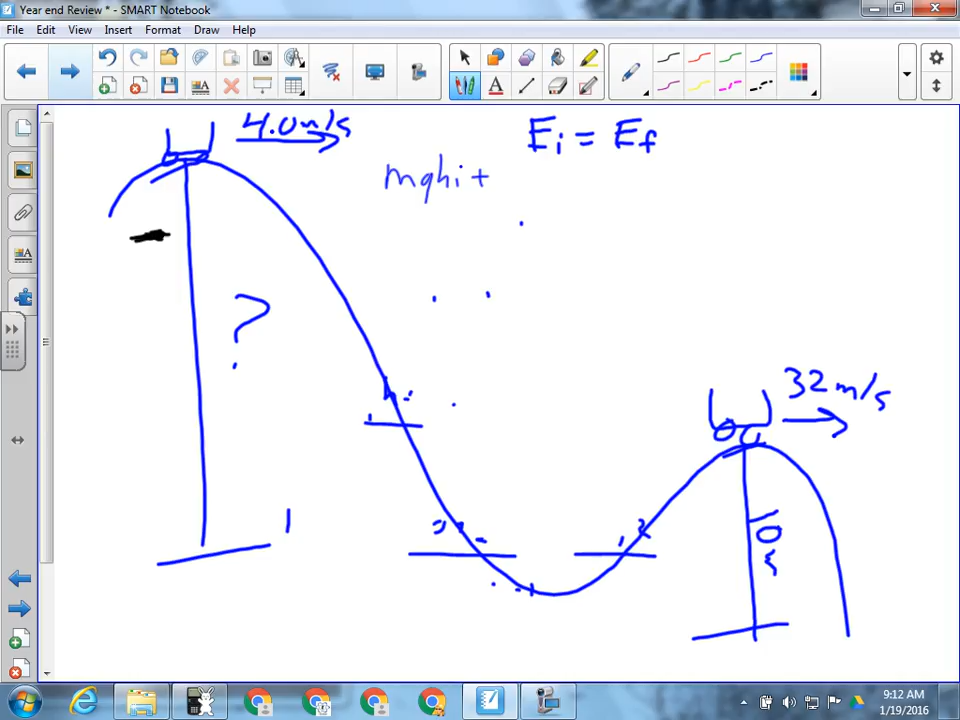 Year end Review * - SMART Notebook
File Edit View Insert Format Draw Help
4.0 m/s
Ei = Ef
mghi +
?
32 m/s
10
9:12 AM
1/19/2016